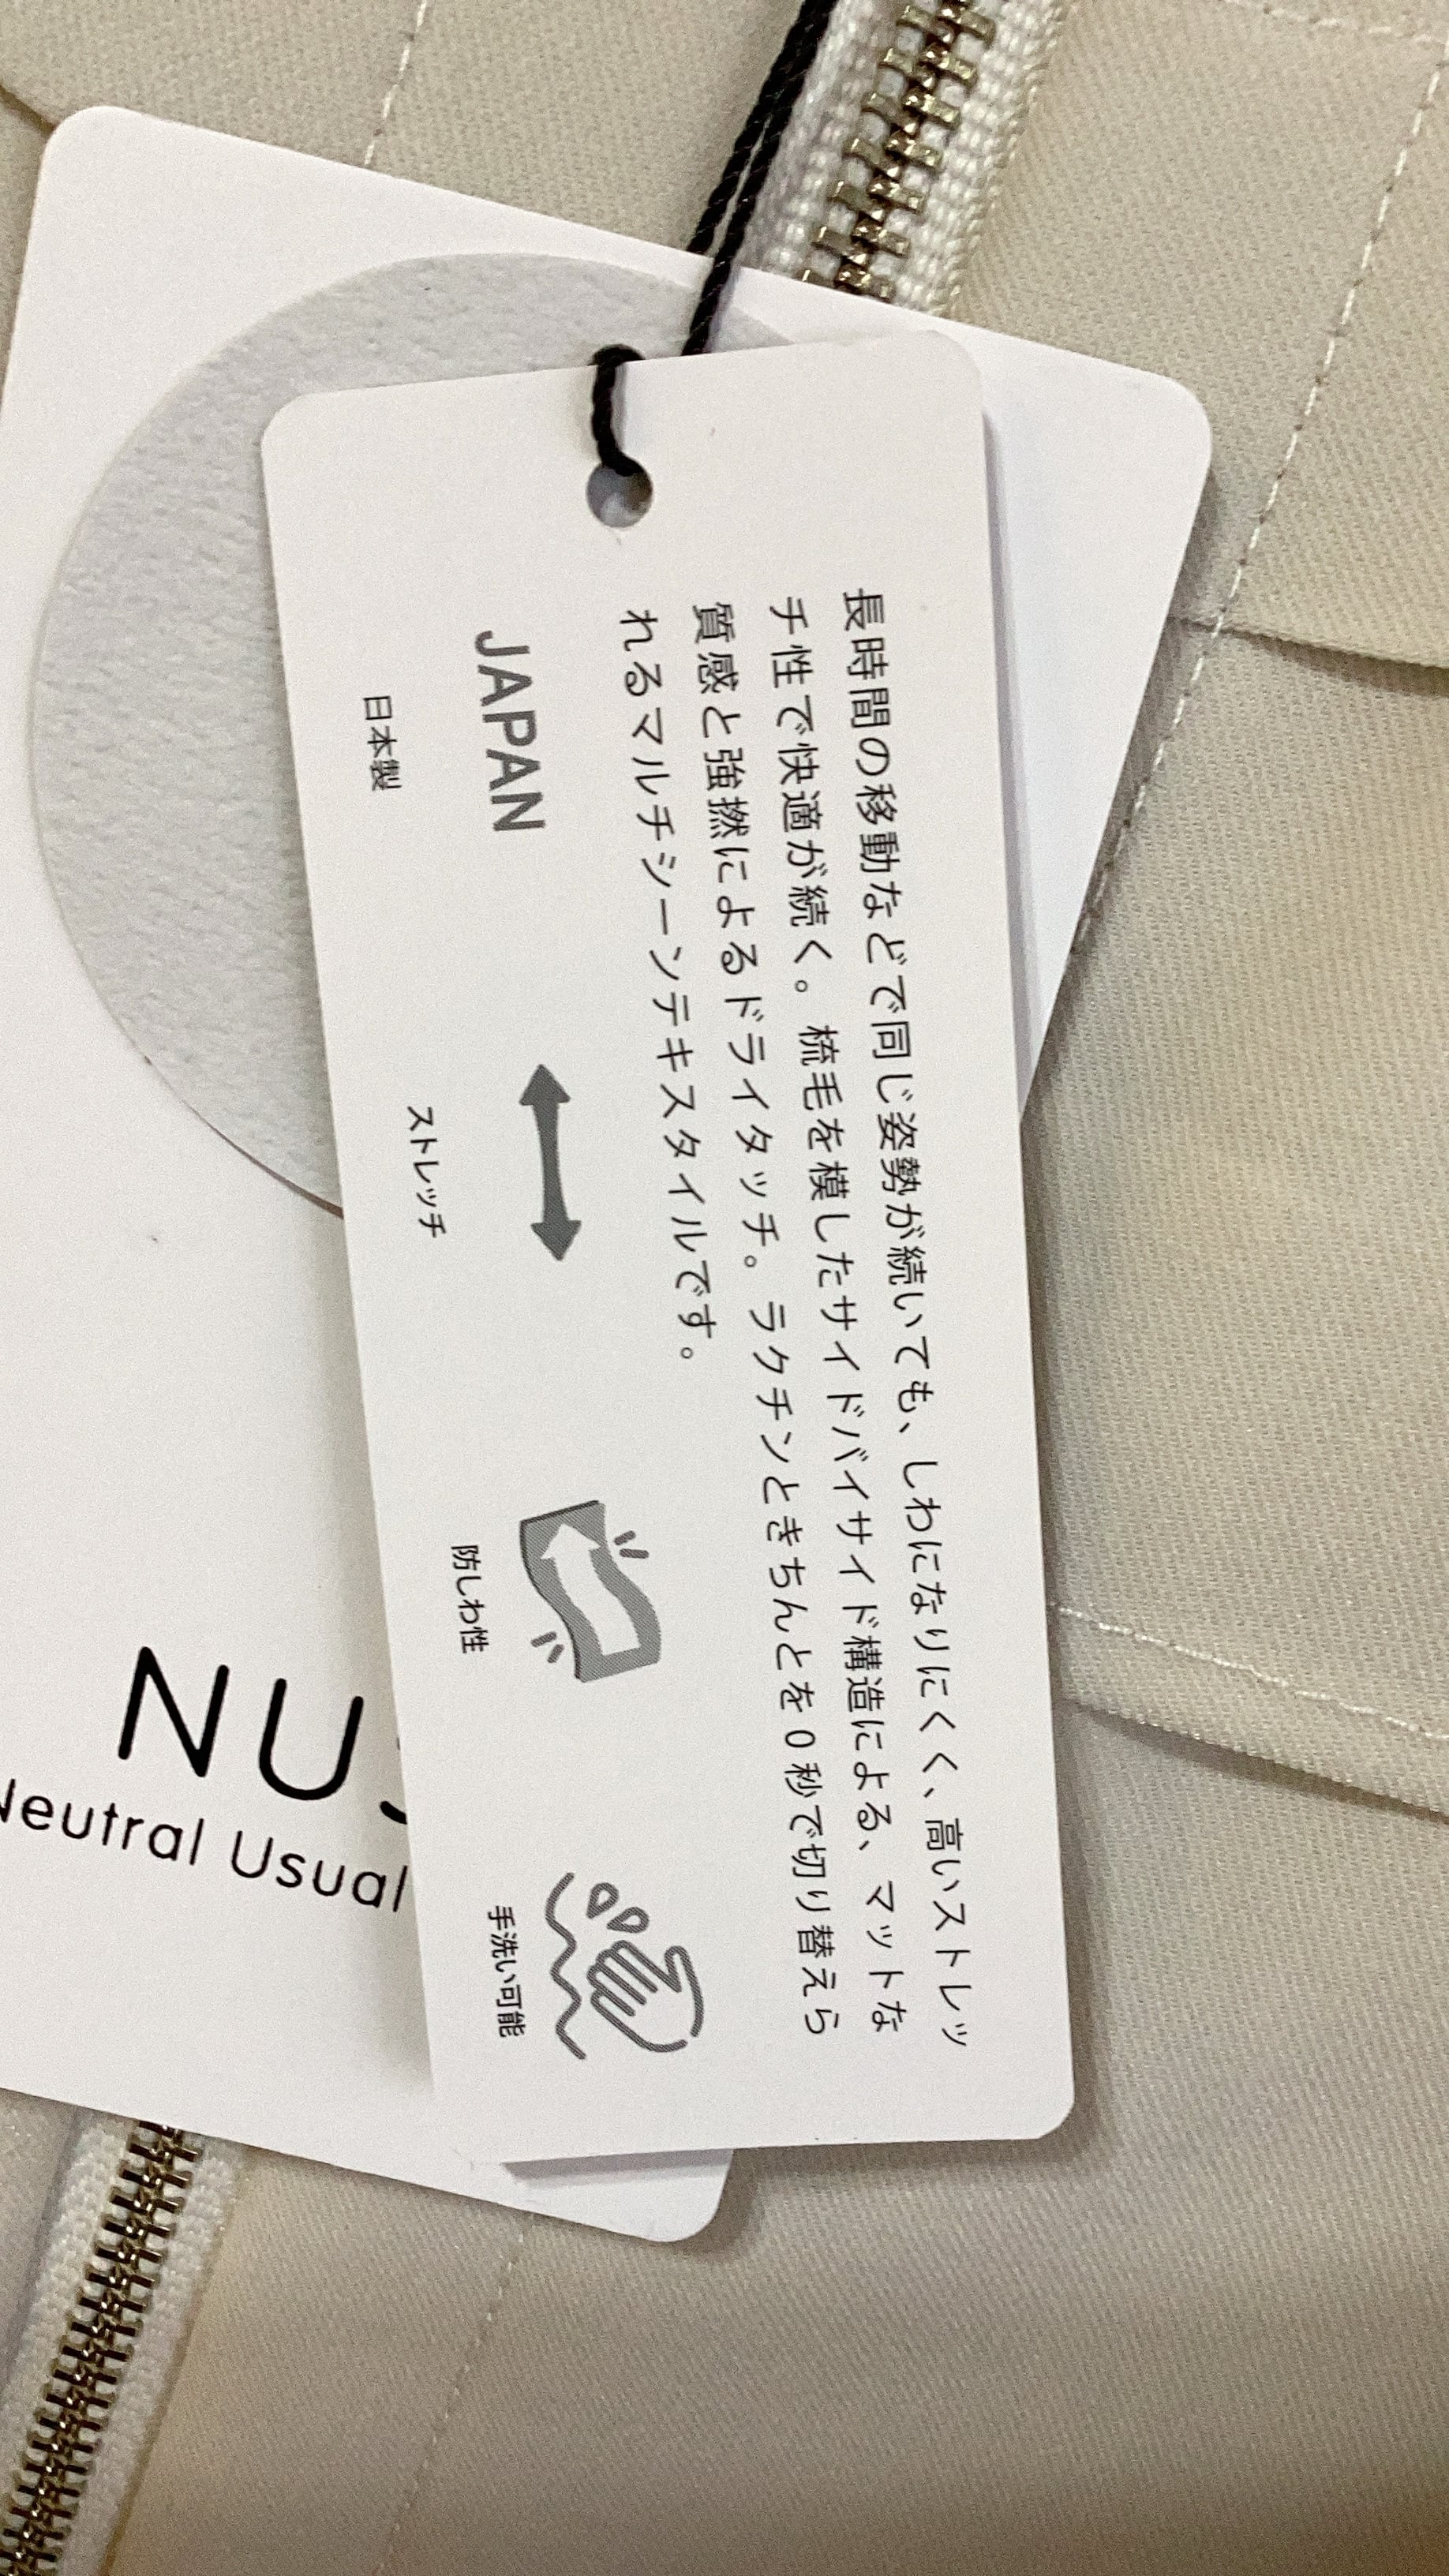 長時間の移動などで同じ姿勢が続いても、しわになりにくく、高いストレッ
チ性で快適が続く。梳毛を模したサイドバイサイド構造による、マットな
質感と強撚によるドライタッチ。ラクチンときちんとを0秒で切り替えら
れるマルチシーンテキスタイルです。
JAPAN
日本製
ストレッチ
防しわ性
手洗い可能
NU
Neutral Usual